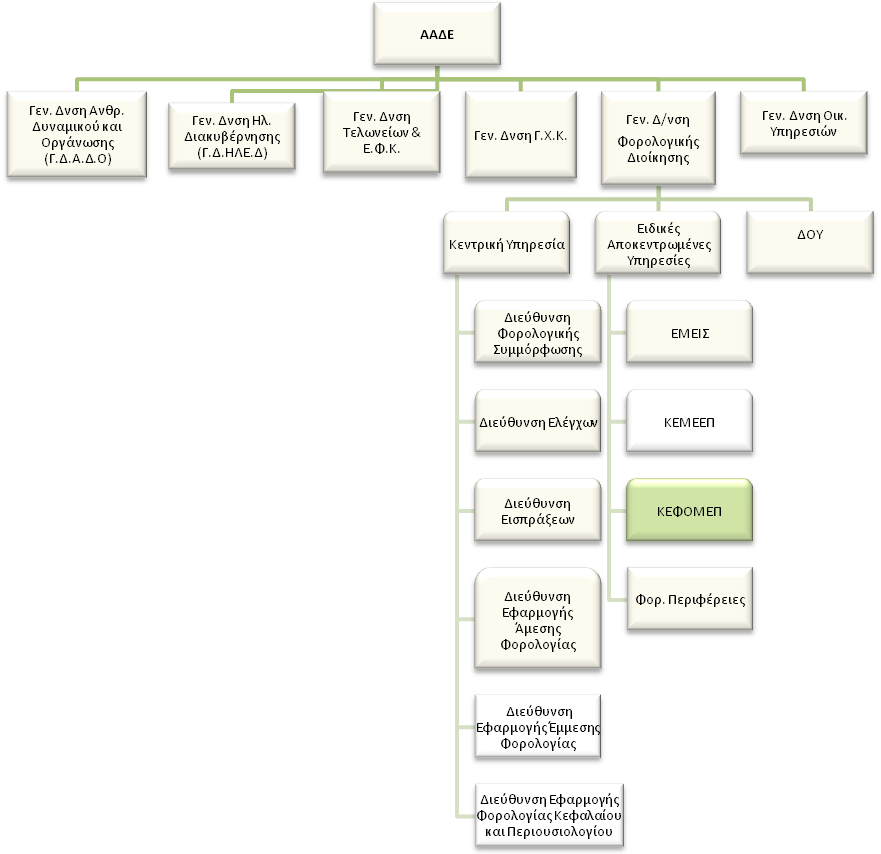 ΑΑΔΕ
Γεν. Δνση Ανθρ.
Δυναμικού και
Οργάνωσης
(Γ.Δ.Α.Δ.Ο)
Γεν. Δνση Ηλ.
Διακυβέρνησης
(Γ.Δ.ΗΛΕ.Δ)
Γεν. Δνση
Τελωνείων &
Ε.Φ.Κ.
Γεν. Δνση Γ.Χ.Κ.
Γεν. Δ/νση
Φορολογικής
Διοίκησης
Γεν. Δνση Οικ.
Υπηρεσιών
Κεντρική Υπηρεσία
Ειδικές
Αποκεντρωμένες
Υπηρεσίες
ΔΟΥ
Διεύθυνση
Φορολογικής
Συμμόρφωσης
Διεύθυνση Ελέγχων
Διεύθυνση
Εισπράξεων
Διεύθυνση
Εφαρμογής
Άμεσης
Φορολογίας
Διεύθυνση
Εφαρμογής Έμμεσης
Φορολογίας
Διεύθυνση Εφαρμογής
Φορολογίας Κεφαλαίου
και Περιουσιολογίου
ΕΜΕΙΣ
ΚΕΜΕΕΠ
ΚΕΦΟΜΕΠ
Φορ. Περιφέρειες